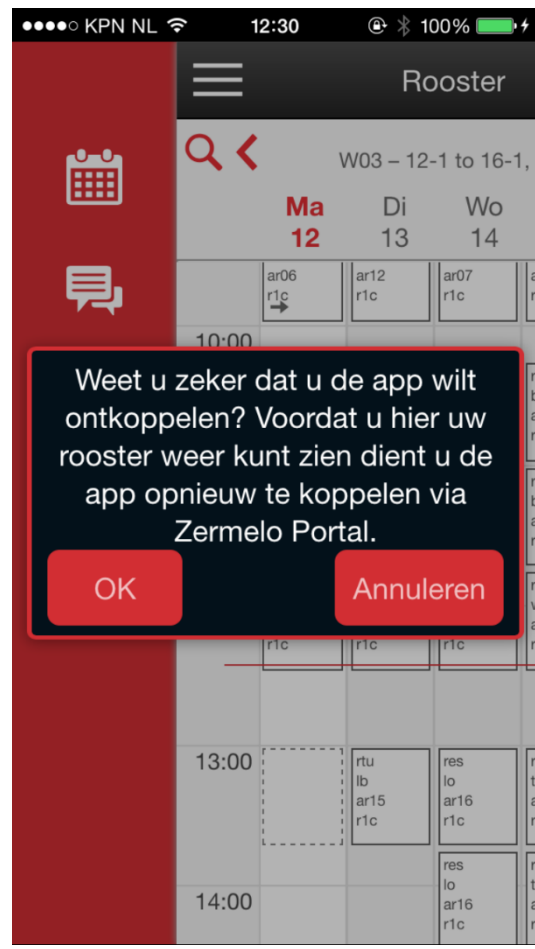 KPN NL 12:30 100%
Rooster
W03 – 12-1 to 16-1,
Ma Di Wo
12 13 14
ar06 ar12 ar07
r1c r1c r1c
10:00
Weet u zeker dat u de app wilt
ontkoppelen? Voordat u hier uw
rooster weer kunt zien dient u de
app opnieuw te koppelen via
Zermelo Portal.
OK Annuleren
r1c r1c r1c
13:00
rtu res
lb lo
ar15 ar16
r1c r1c
res
lo
14:00 ar16
r1c